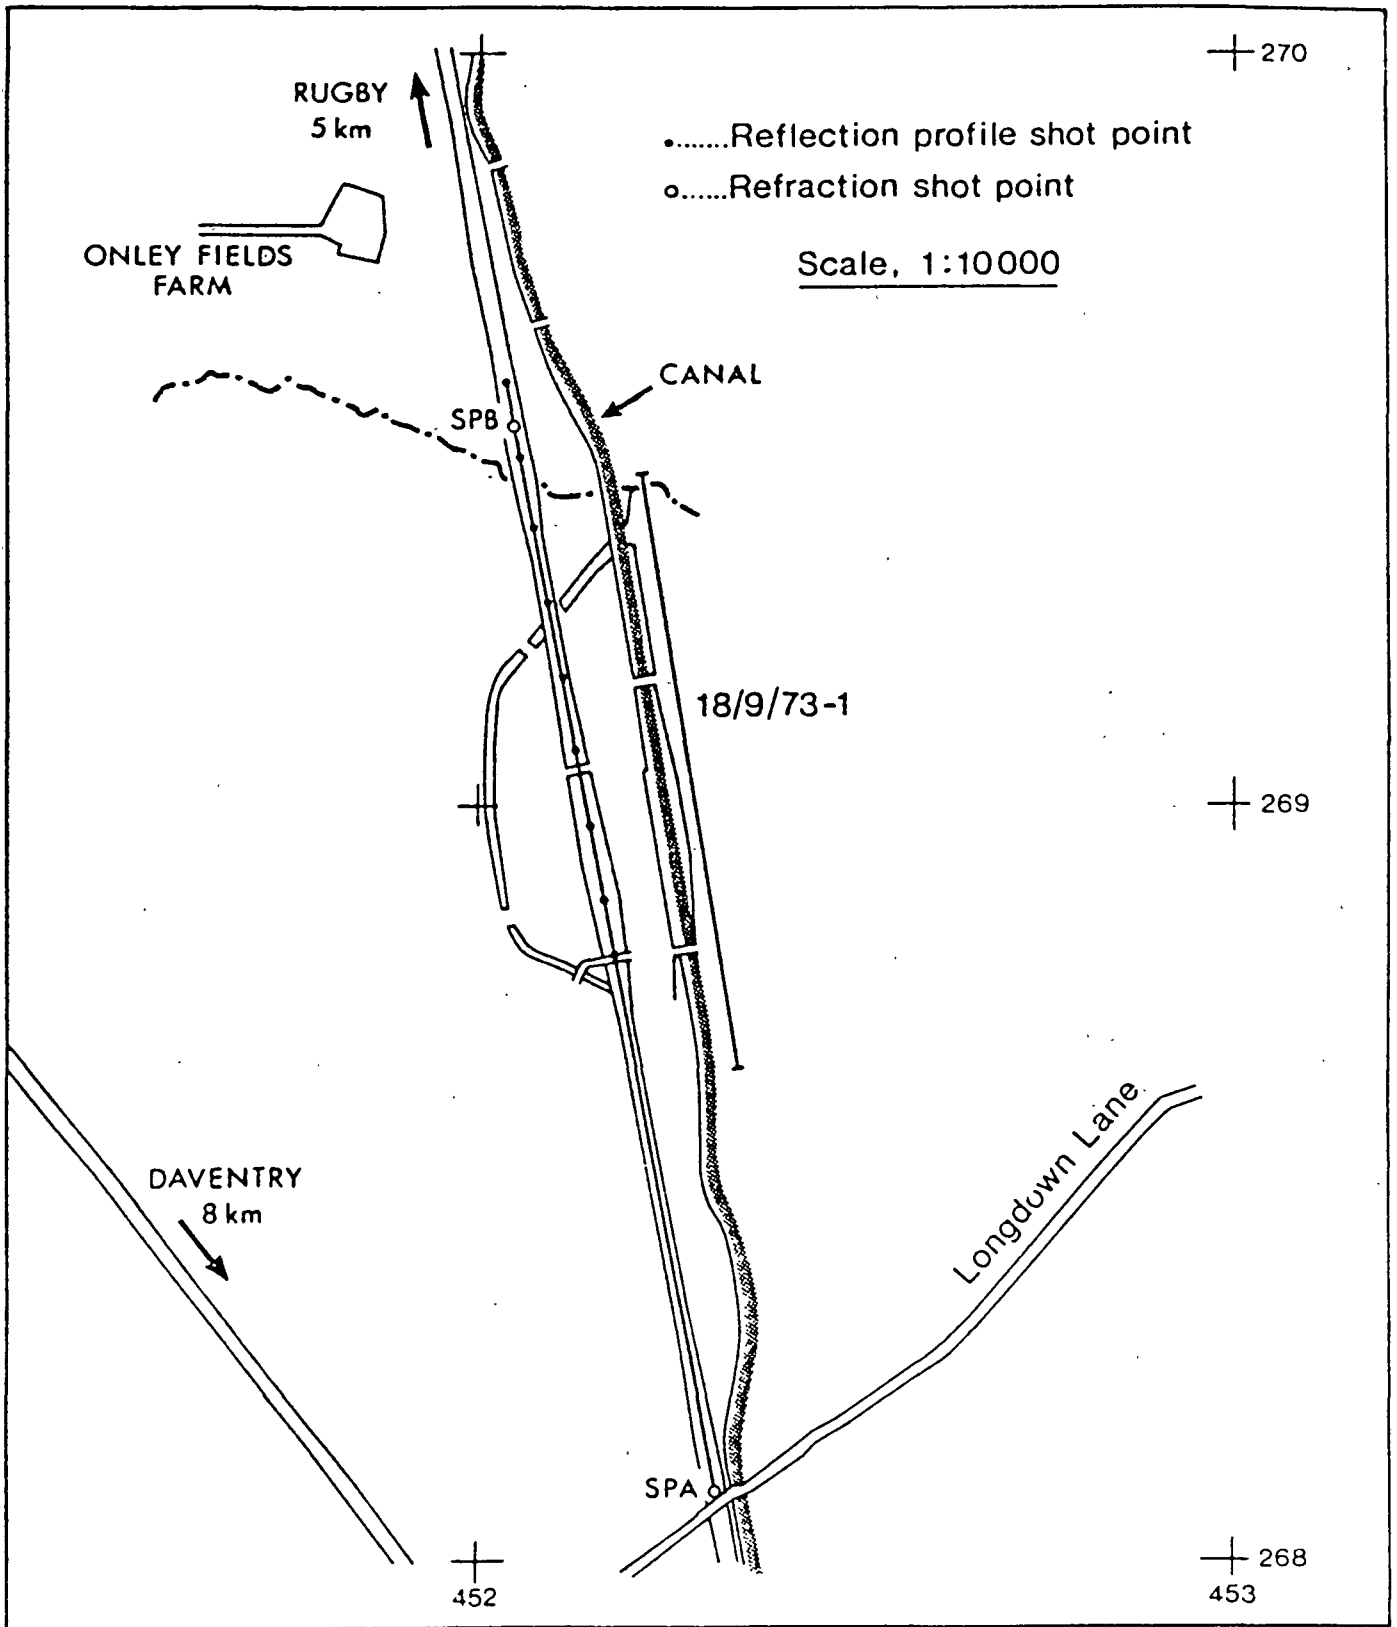 270
RUGBY
5 km
•.......Reflection profile shot point
o......Refraction shot point
ONLEY FIELDS
FARM
Scale, 1:10000
CANAL
SPB
18/9/73-1
269
Longdown Lane
DAVENTRY
8 km
SPA
268
452
453